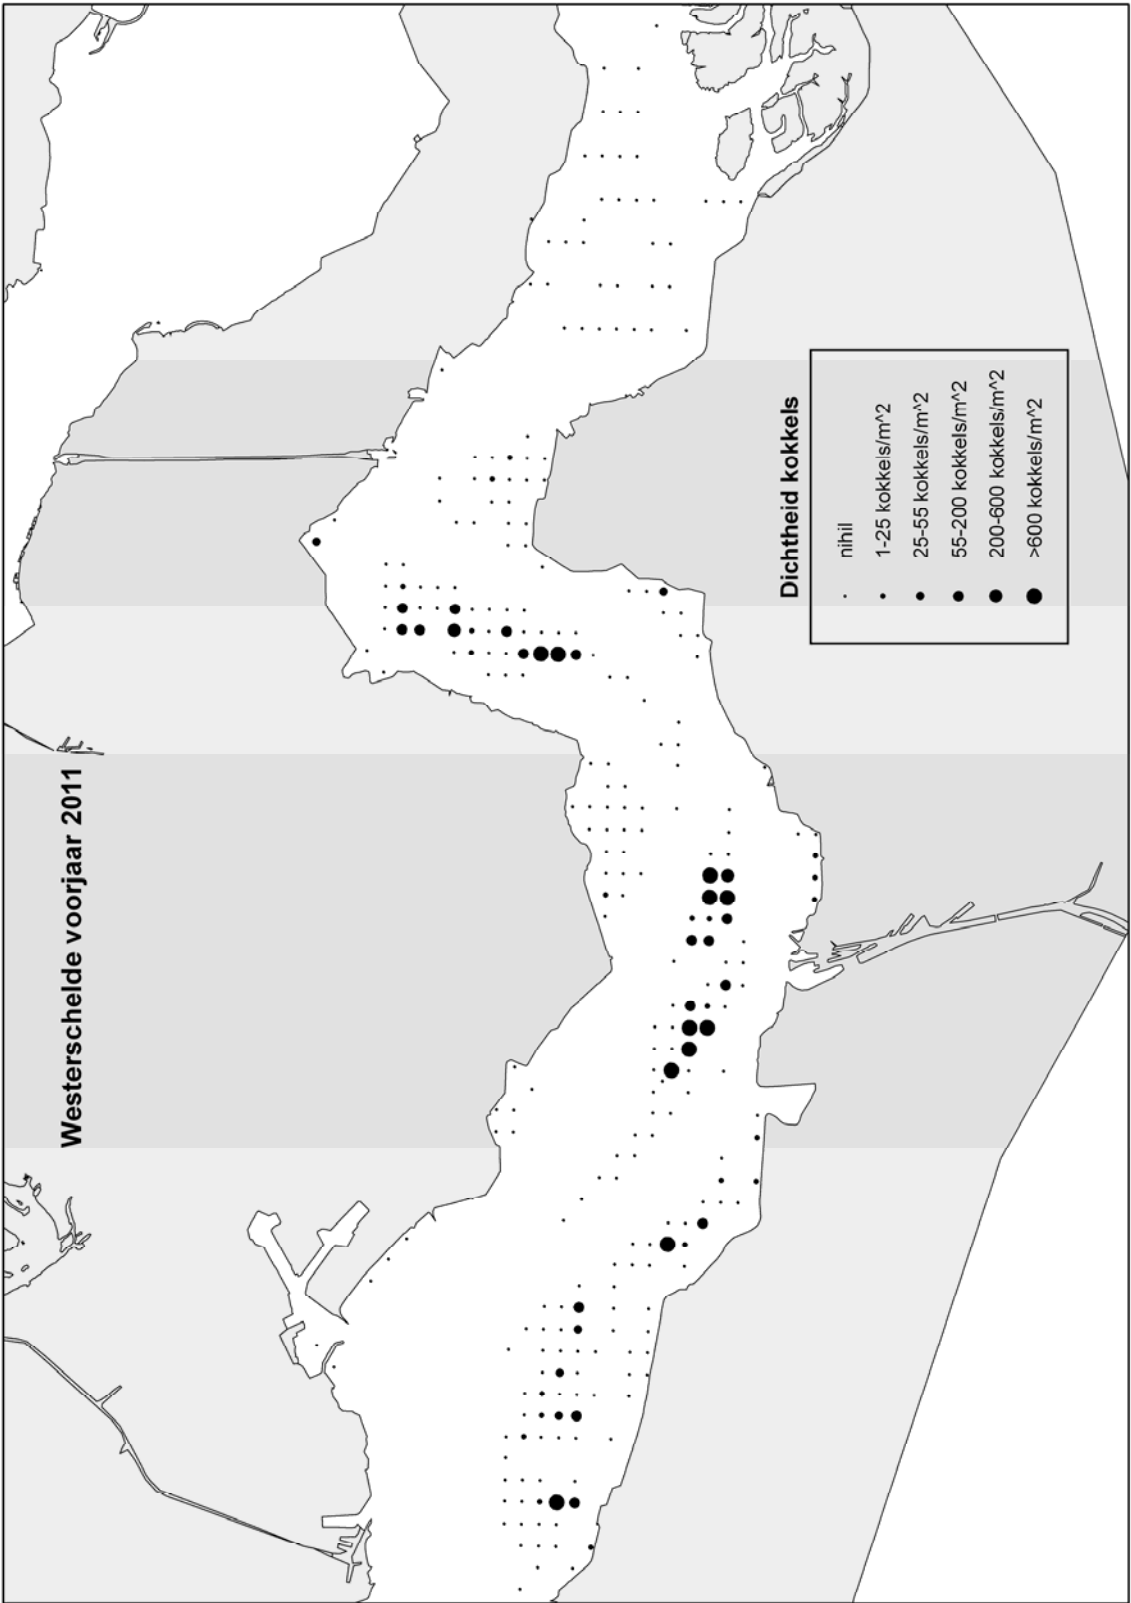 Westerschelde voorjaar 2011
Dichtheid kokkels
nihil
1-25 kokkels/m^2
25-55 kokkels/m^2
55-200 kokkels/m^2
200-600 kokkels/m^2
>600 kokkels/m^2